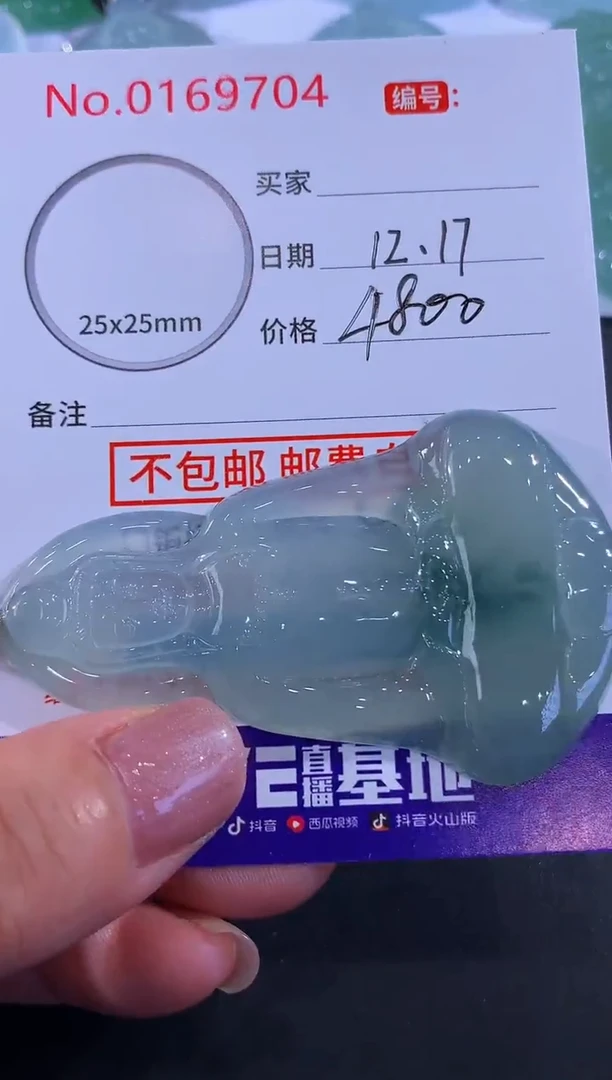 No.0169704 编号：
买家
日期 12.17
25x25mm
价格 4800
备注
不包邮 邮费自
直播基地
抖音 西瓜视频 抖音火山版